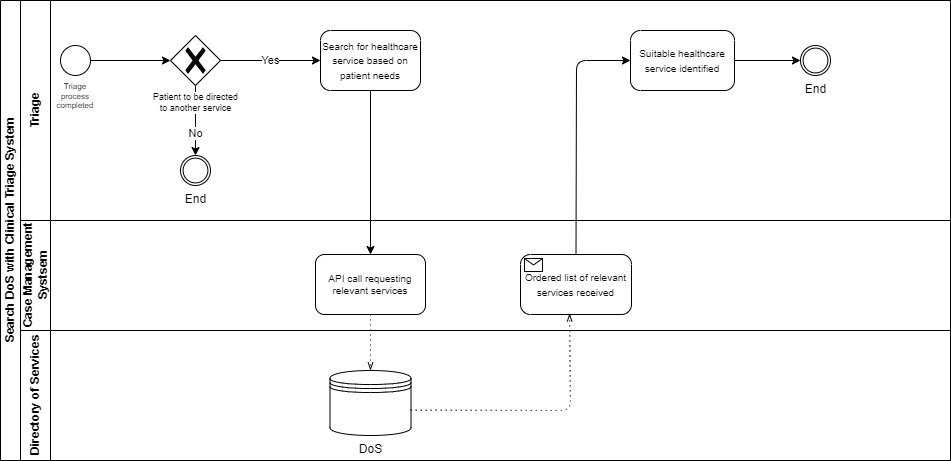 Search DoS with Clinical Triage System
Triage
Triage
process
completed
Patient to be directed
to another service
Yes
No
End
Search for healthcare
service based on
patient needs
Suitable healthcare
service identified
End
Case Management
Systsem
API call requesting
relevant services
Ordered list of relevant
services received
Directory of Services
DoS